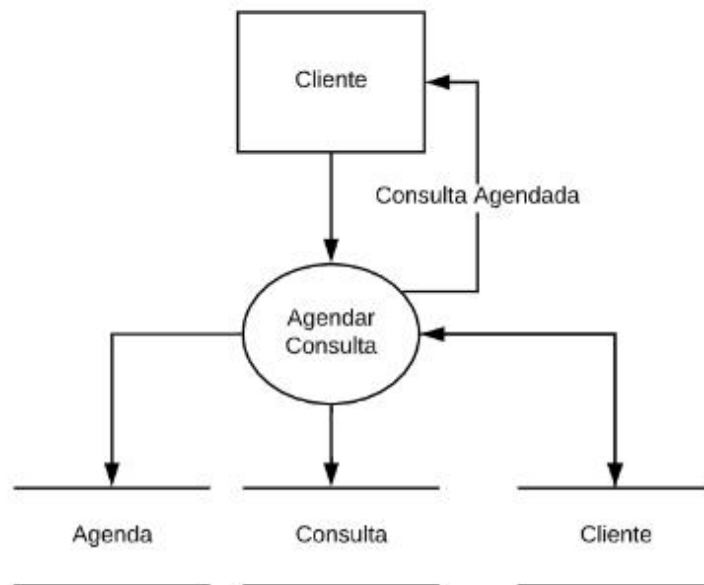 Cliente
Consulta Agendada
Agendar
Consulta
Agenda
Consulta
Cliente